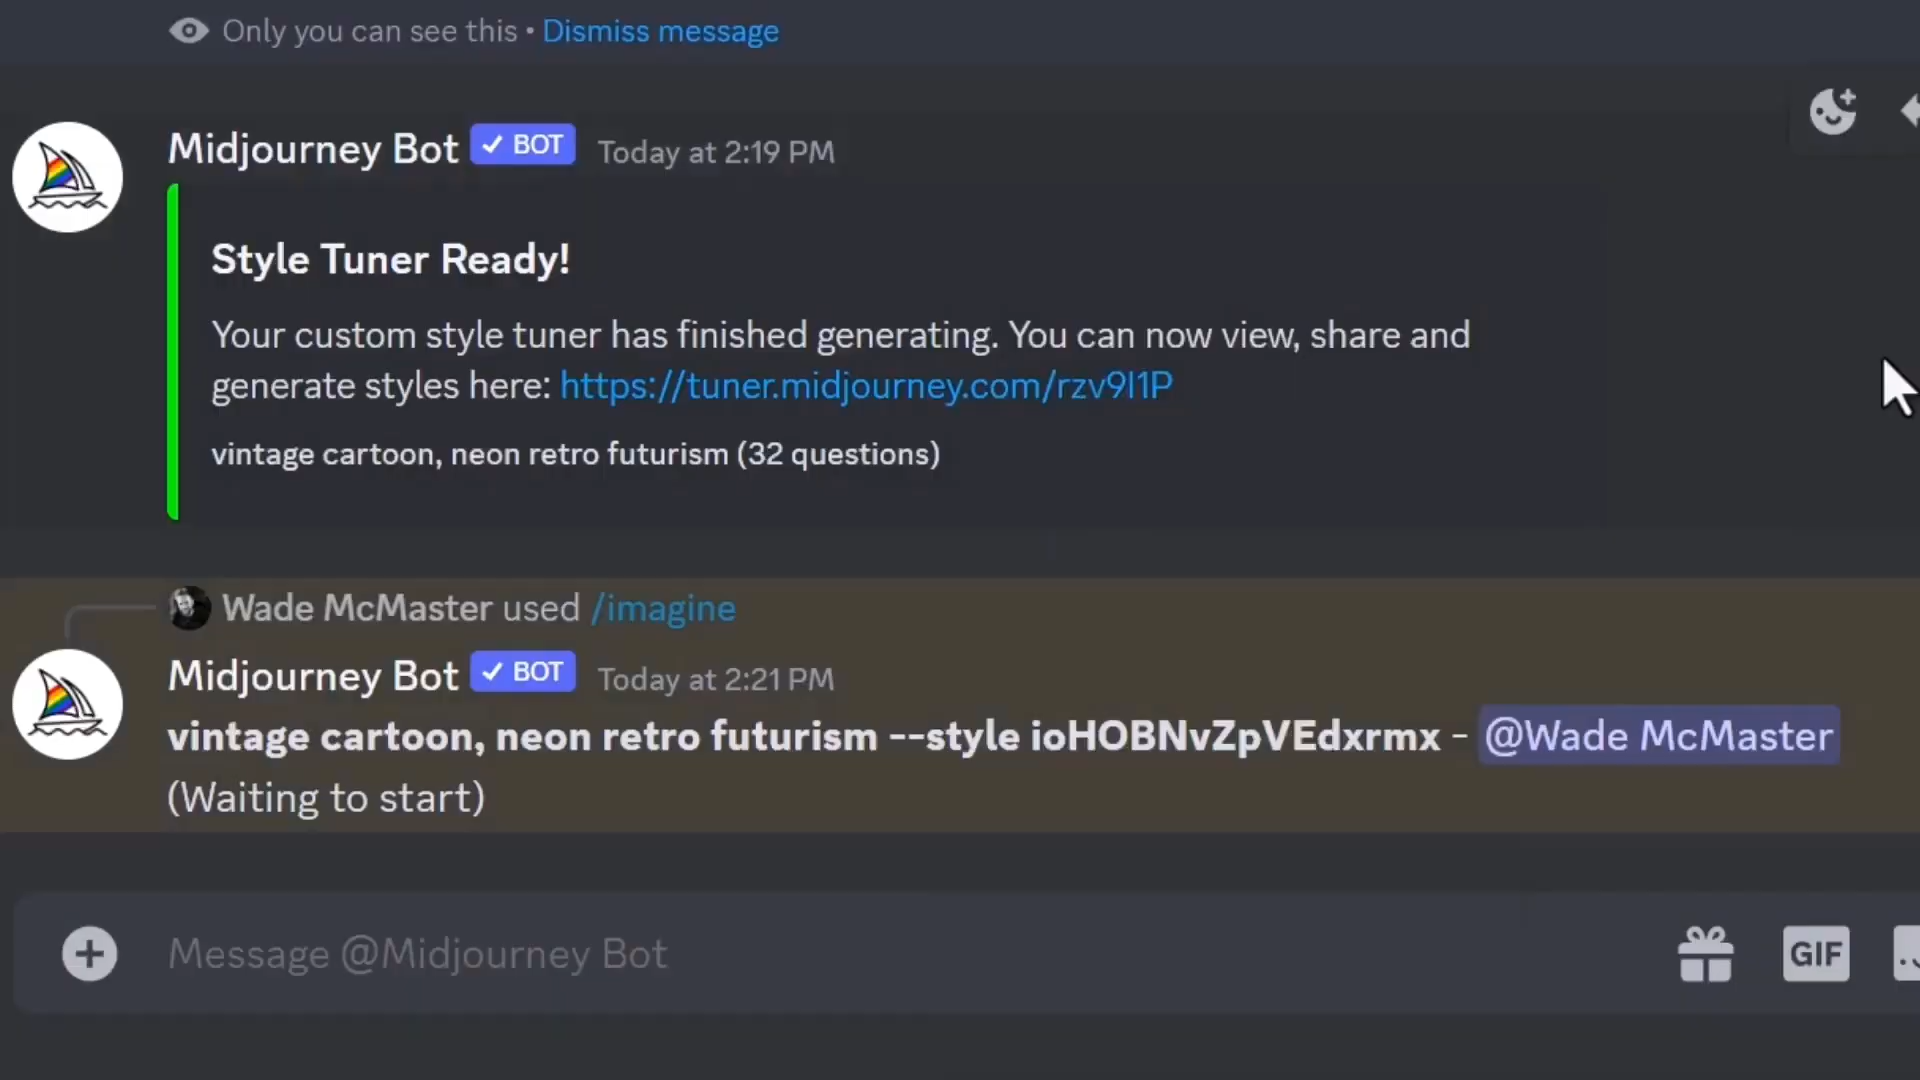 Only you can see this • Dismiss message
Midjourney Bot ✓ BOT Today at 2:19 PM
Style Tuner Ready!
Your custom style tuner has finished generating. You can now view, share and
generate styles here: https://tuner.midjourney.com/rzv9I1P
vintage cartoon, neon retro futurism (32 questions)
Wade McMaster used /imagine
Midjourney Bot ✓ BOT Today at 2:21 PM
vintage cartoon, neon retro futurism --style ioHOBNvZpVEdxrmx - @Wade McMaster
(Waiting to start)
Message @Midjourney Bot
GIF